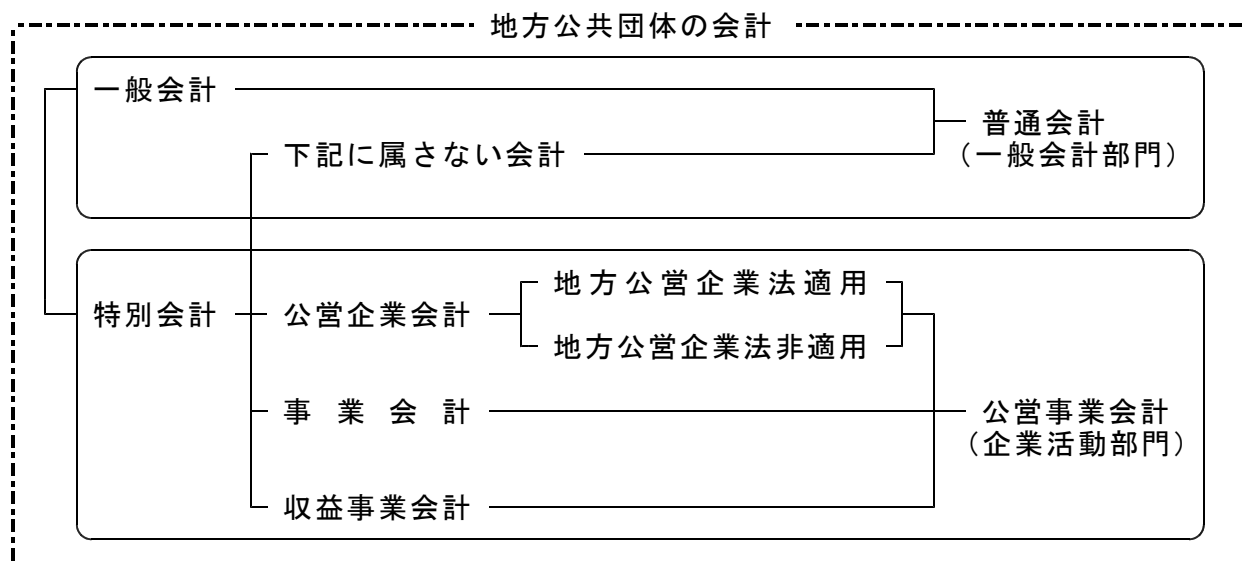 地方公共団体の会計
一般会計
下記に属さない会計
普通会計
（一般会計部門）
特別会計
公営企業会計
地方公営企業法適用
地方公営企業法非適用
事業会計
公営事業会計
（企業活動部門）
収益事業会計